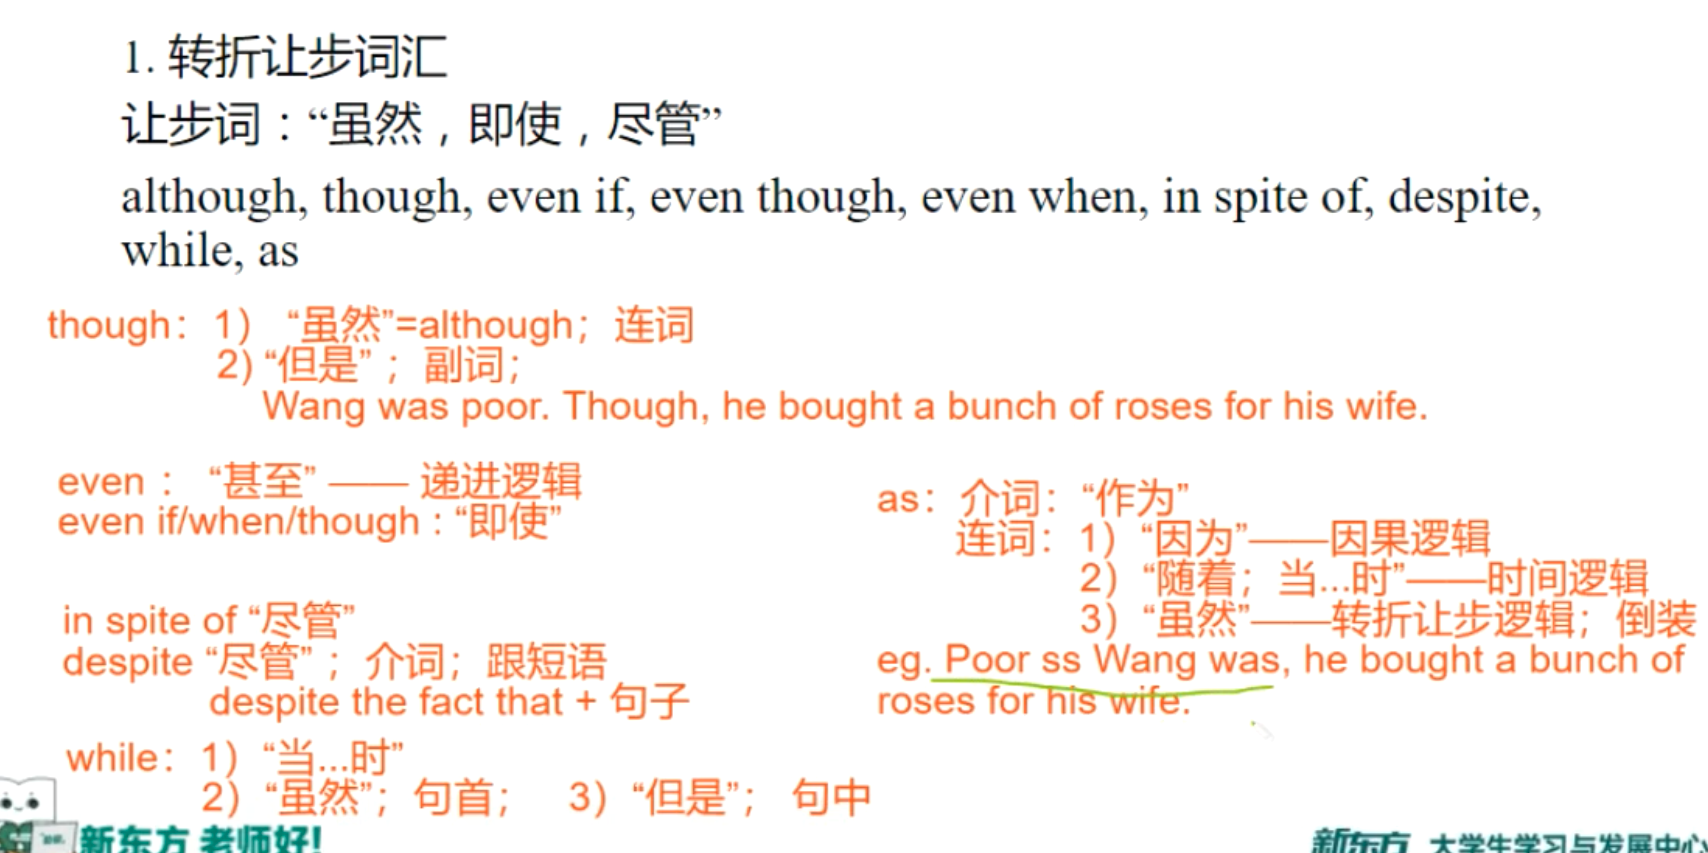 1. 转折让步词汇
让步词：“虽然，即使，尽管”
although, though, even if, even though, even when, in spite of, despite,
while, as
though：1） “虽然”=although；连词
2) “但是” ；副词；
Wang was poor. Though, he bought a bunch of roses for his wife.
even： “甚至” —— 递进逻辑
even if/when/though : “即使”
in spite of “尽管”
despite “尽管” ；介词；跟短语
despite the fact that + 句子
while：1）“当...时”
2）“虽然”；句首； 3）“但是”； 句中
as：介词：“作为”
连词：1）“因为”——因果逻辑
2）“随着；当...时”——时间逻辑
3）“虽然”——转折让步逻辑；倒装
eg. Poor ss Wang was, he bought a bunch of
roses for his wife.
新东方 老师好!
新东方 大学生学习与发展中心